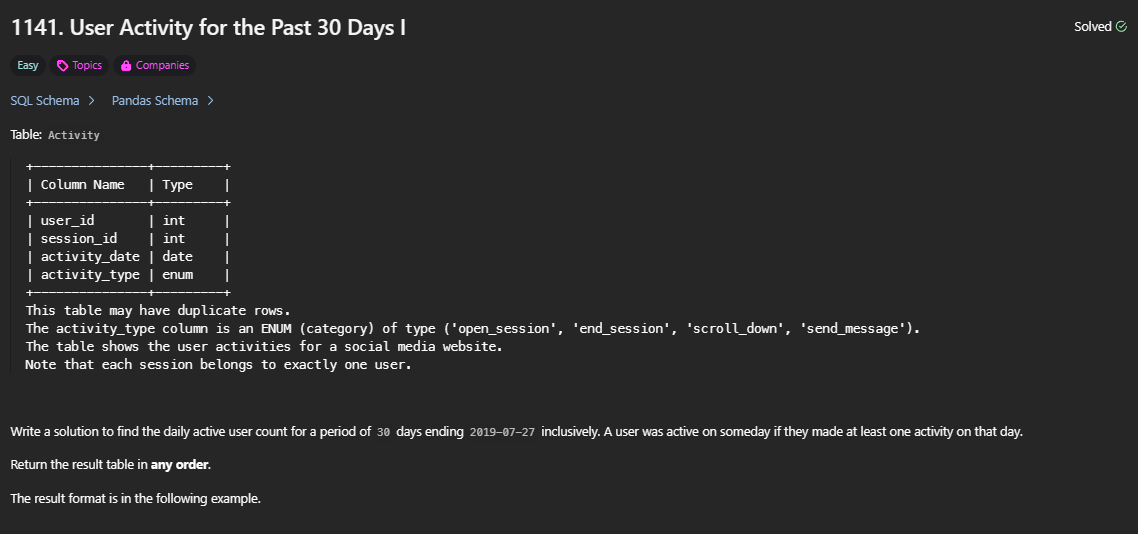 1141. User Activity for the Past 30 Days I
Solved
Easy
Topics
Companies
SQL Schema
Pandas Schema
Table: Activity
+---------------+---------+
| Column Name   | Type    |
+---------------+---------+
| user_id       | int     |
| session_id    | int     |
| activity_date | date    |
| activity_type | enum    |
+---------------+---------+
This table may have duplicate rows.
The activity_type column is an ENUM (category) of type ('open_session', 'end_session', 'scroll_down', 'send_message').
The table shows the user activities for a social media website.
Note that each session belongs to exactly one user.
Write a solution to find the daily active user count for a period of 30 days ending 2019-07-27 inclusively. A user was active on someday if they made at least one activity on that day.
Return the result table in any order.
The result format is in the following example.